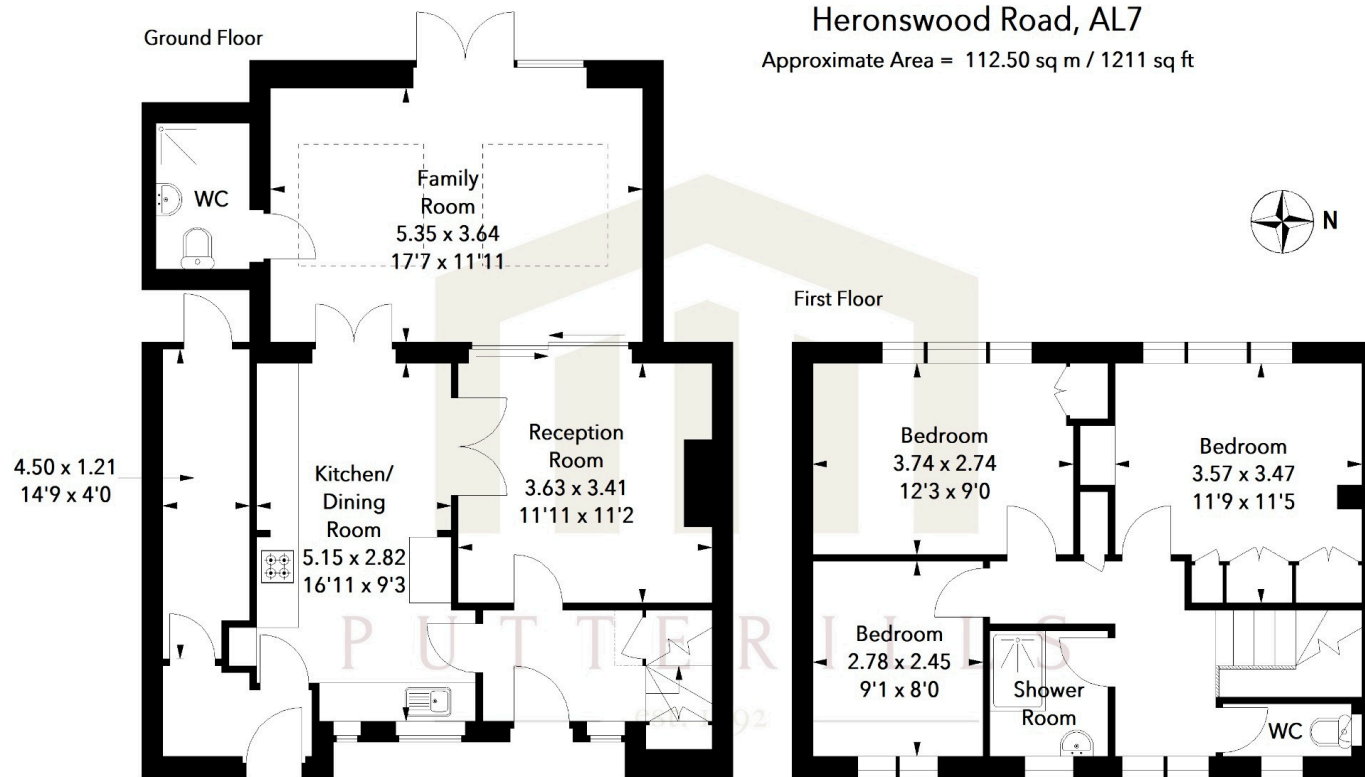 Heronswood Road, AL7
Approximate Area = 112.50 sq m / 1211 sq ft
Ground Floor
WC
Family
Room
5.35 x 3.64
17'7 x 11'11
N
First Floor
4.50 x 1.21
14'9 x 4'0
Kitchen/
Dining
Room
5.15 x 2.82
16'11 x 9'3
Reception
Room
3.63 x 3.41
11'11 x 11'2
Bedroom
3.74 x 2.74
12'3 x 9'0
Bedroom
3.57 x 3.47
11'9 x 11'5
Bedroom
2.78 x 2.45
9'1 x 8'0
Shower
Room
WC
PUTTERILLS
est. 1992